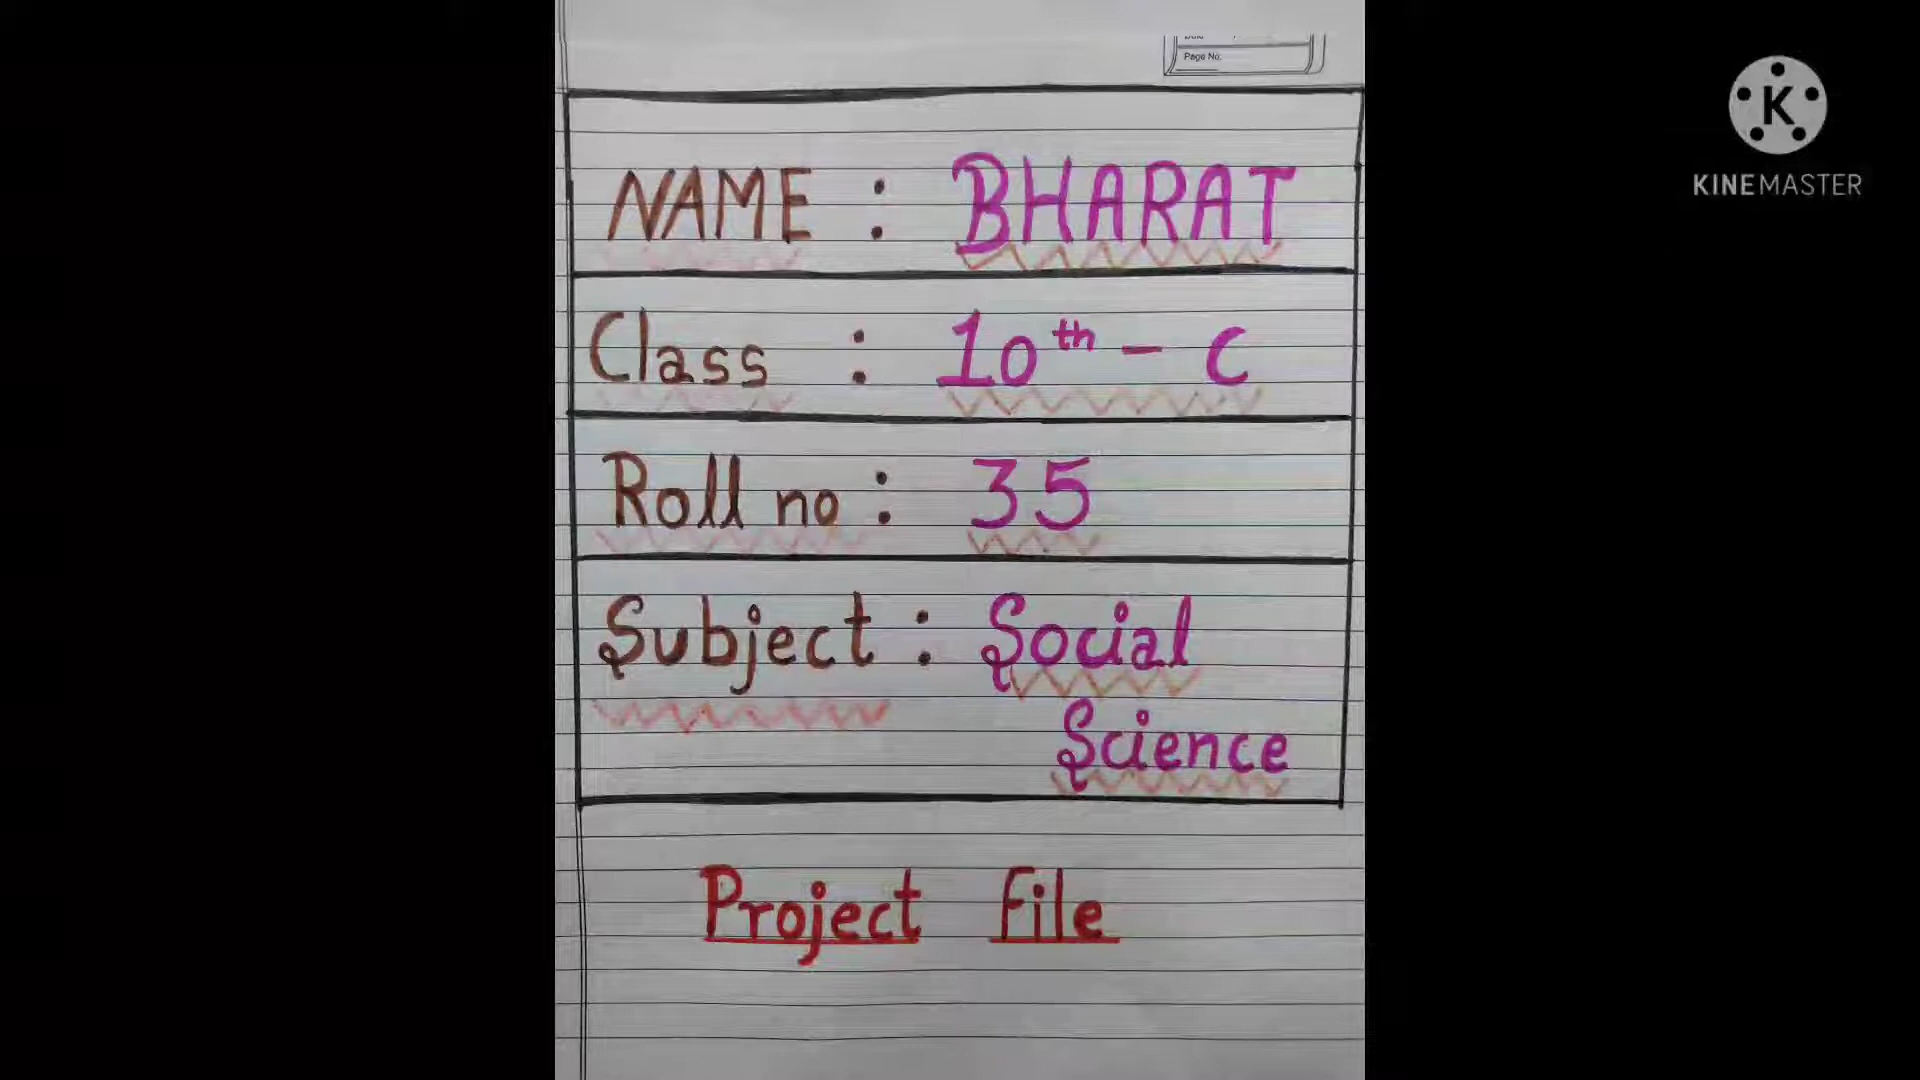 Page No.
NAME : BHARAT
Class : 10th - C
Roll no : 35
Subject : Social
Science
Project File
KINEMASTER